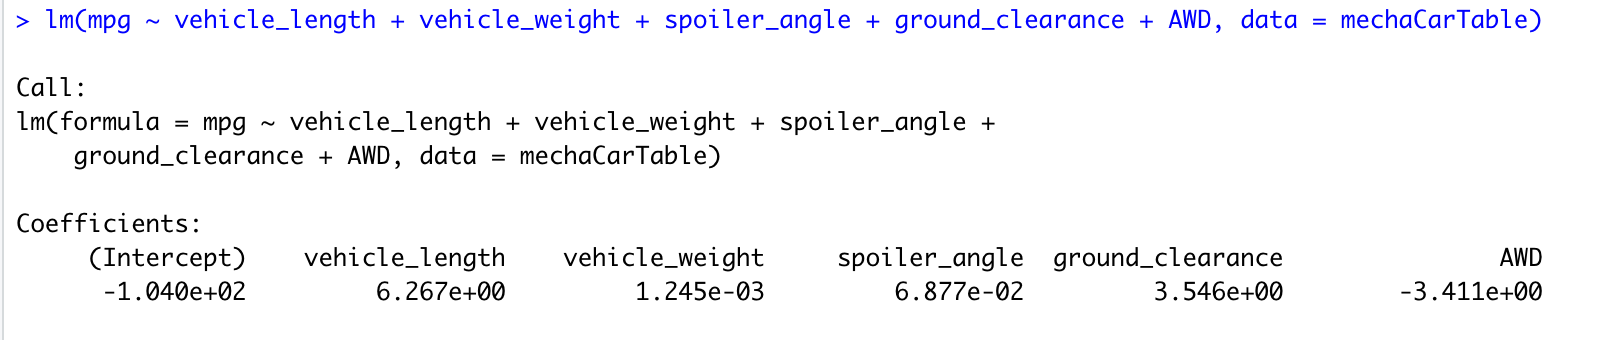 > lm(mpg ~ vehicle_length + vehicle_weight + spoiler_angle + ground_clearance + AWD, data = mechaCarTable)
Call:
lm(formula = mpg ~ vehicle_length + vehicle_weight + spoiler_angle +
    ground_clearance + AWD, data = mechaCarTable)
Coefficients:
     (Intercept)    vehicle_length    vehicle_weight     spoiler_angle  ground_clearance               AWD
      -1.040e+02         6.267e+00         1.245e-03         6.877e-02         3.546e+00        -3.411e+00